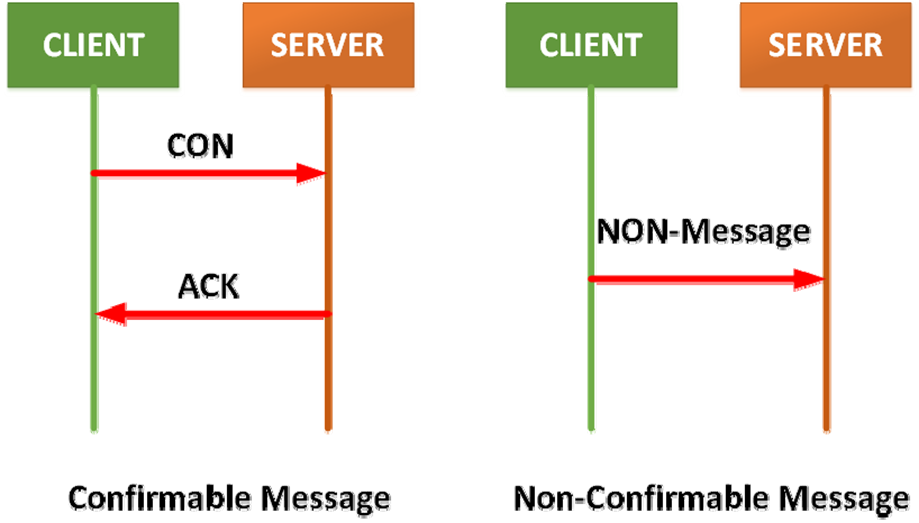 CLIENT
SERVER
CON
ACK
Confirmable Message
CLIENT
SERVER
NON-Message
Non-Confirmable Message